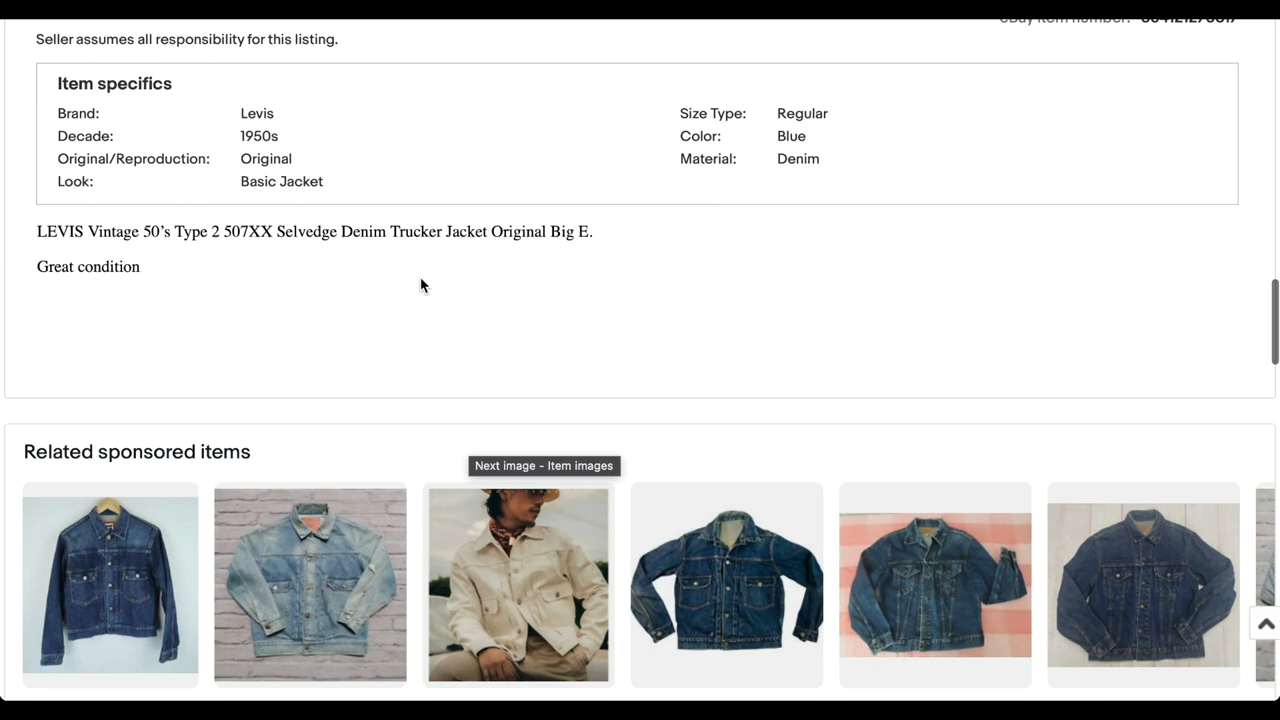 Seller assumes all responsibility for this listing.
Item specifics
Brand: Levis
Size Type: Regular
Decade: 1950s
Color: Blue
Original/Reproduction: Original
Material: Denim
Look: Basic Jacket
LEVIS Vintage 50’s Type 2 507XX Selvedge Denim Trucker Jacket Original Big E.
Great condition
Related sponsored items
Next image - Item images